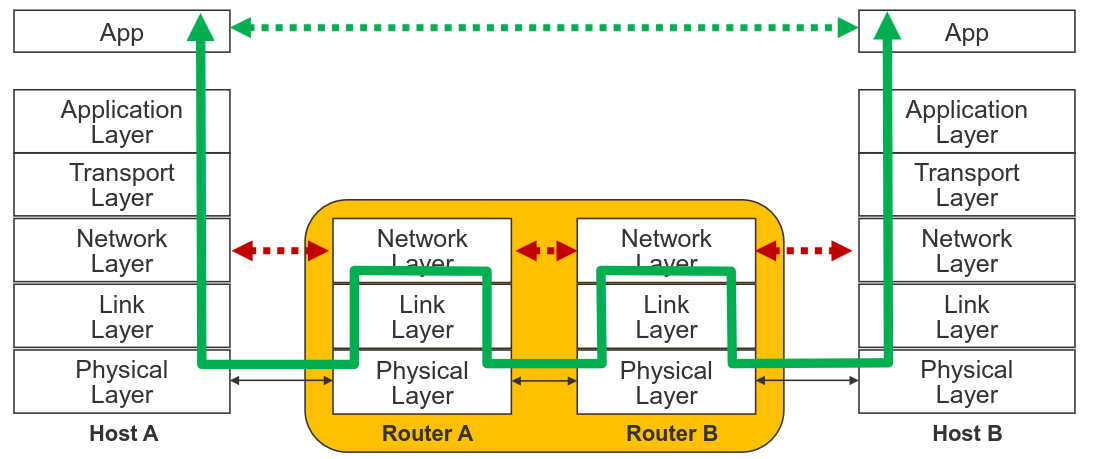 App
App
Application
Layer
Transport
Layer
Network
Layer
Link
Layer
Physical
Layer
Host A
Network
Layer
Link
Layer
Physical
Layer
Router A
Network
Layer
Link
Layer
Physical
Layer
Router B
Application
Layer
Transport
Layer
Network
Layer
Link
Layer
Physical
Layer
Host B